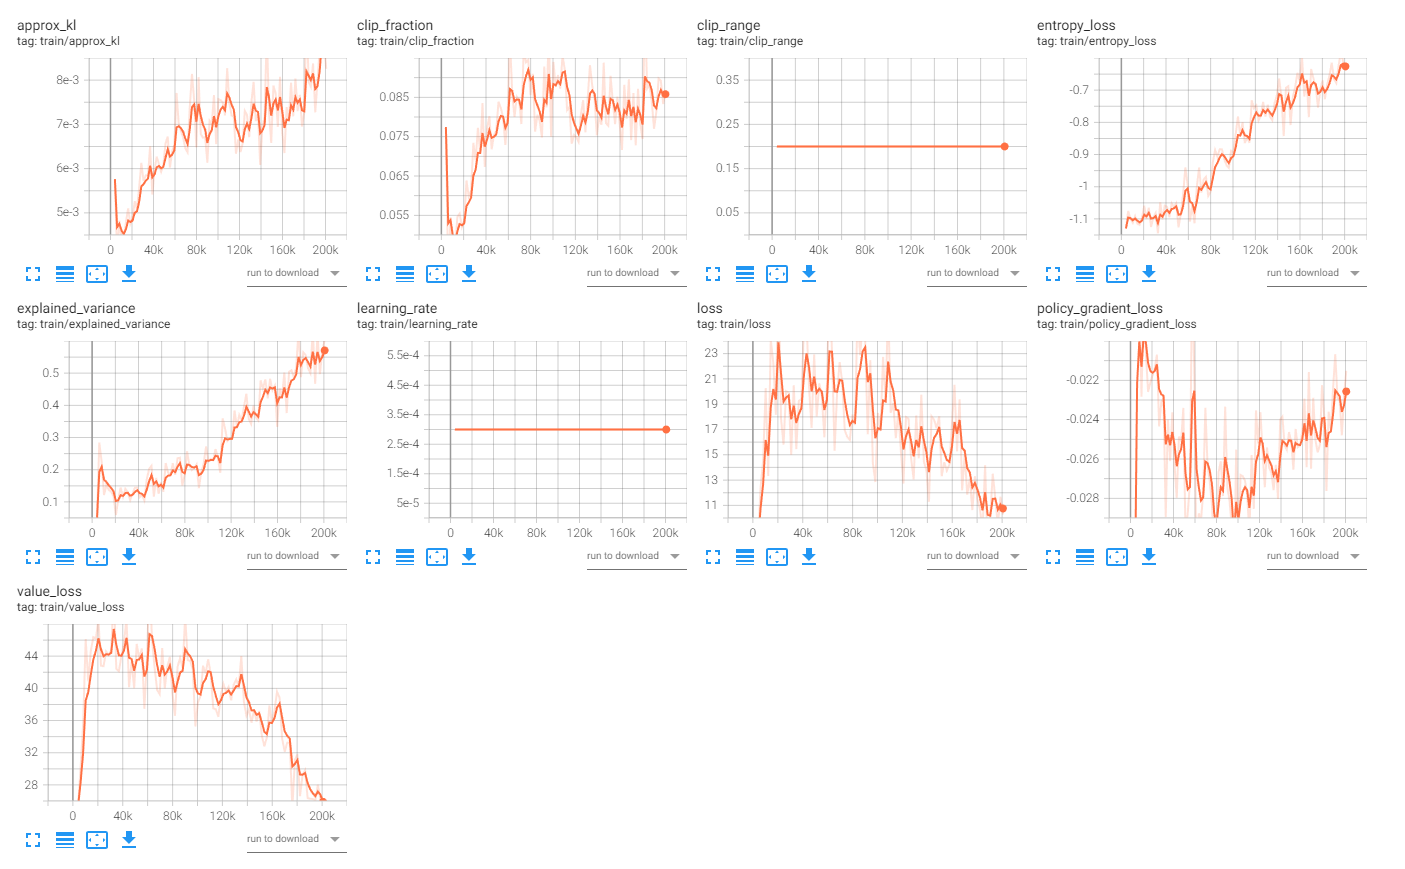 approx_kl
tag: train/approx_kl
8e-3
7e-3
6e-3
5e-3
0 40k 80k 120k 160k 200k
run to download
clip_fraction
tag: train/clip_fraction
0.085
0.075
0.065
0.055
0 40k 80k 120k 160k 200k
run to download
clip_range
tag: train/clip_range
0.35
0.25
0.15
0.05
0 40k 80k 120k 160k 200k
run to download
entropy_loss
tag: train/entropy_loss
-0.7
-0.8
-0.9
-1
-1.1
0 40k 80k 120k 160k 200k
run to download
explained_variance
tag: train/explained_variance
0.5
0.4
0.3
0.2
0.1
0 40k 80k 120k 160k 200k
run to download
learning_rate
tag: train/learning_rate
5.5e-4
4.5e-4
3.5e-4
2.5e-4
1.5e-4
5e-5
0 40k 80k 120k 160k 200k
run to download
loss
tag: train/loss
23
21
19
17
15
13
11
0 40k 80k 120k 160k 200k
run to download
policy_gradient_loss
tag: train/policy_gradient_loss
-0.022
-0.024
-0.026
-0.028
0 40k 80k 120k 160k 200k
run to download
value_loss
tag: train/value_loss
44
40
36
32
28
0 40k 80k 120k 160k 200k
run to download